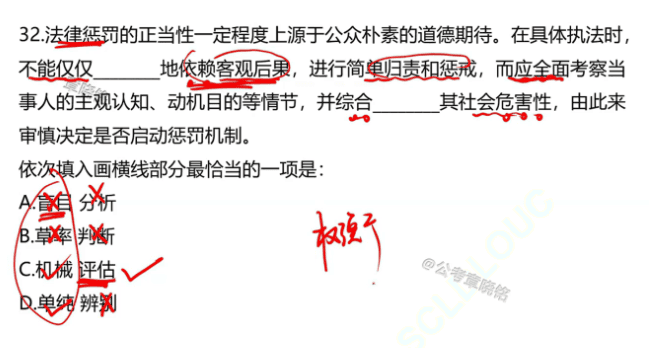 32.法律惩罚的正当性一定程度上源于公众朴素的道德期待。在具体执法时，
不能仅仅________地依赖客观后果，进行简单归责和惩戒，而应全面考察当
事人的主观认知、动机目的等情节，并综合________其社会危害性，由此来
审慎决定是否启动惩罚机制。
依次填入画横线部分最恰当的一项是：
A.盲目 分析
B.草率 判断
C.机械 评估
D.单纯 辨别
@公考章晓铭